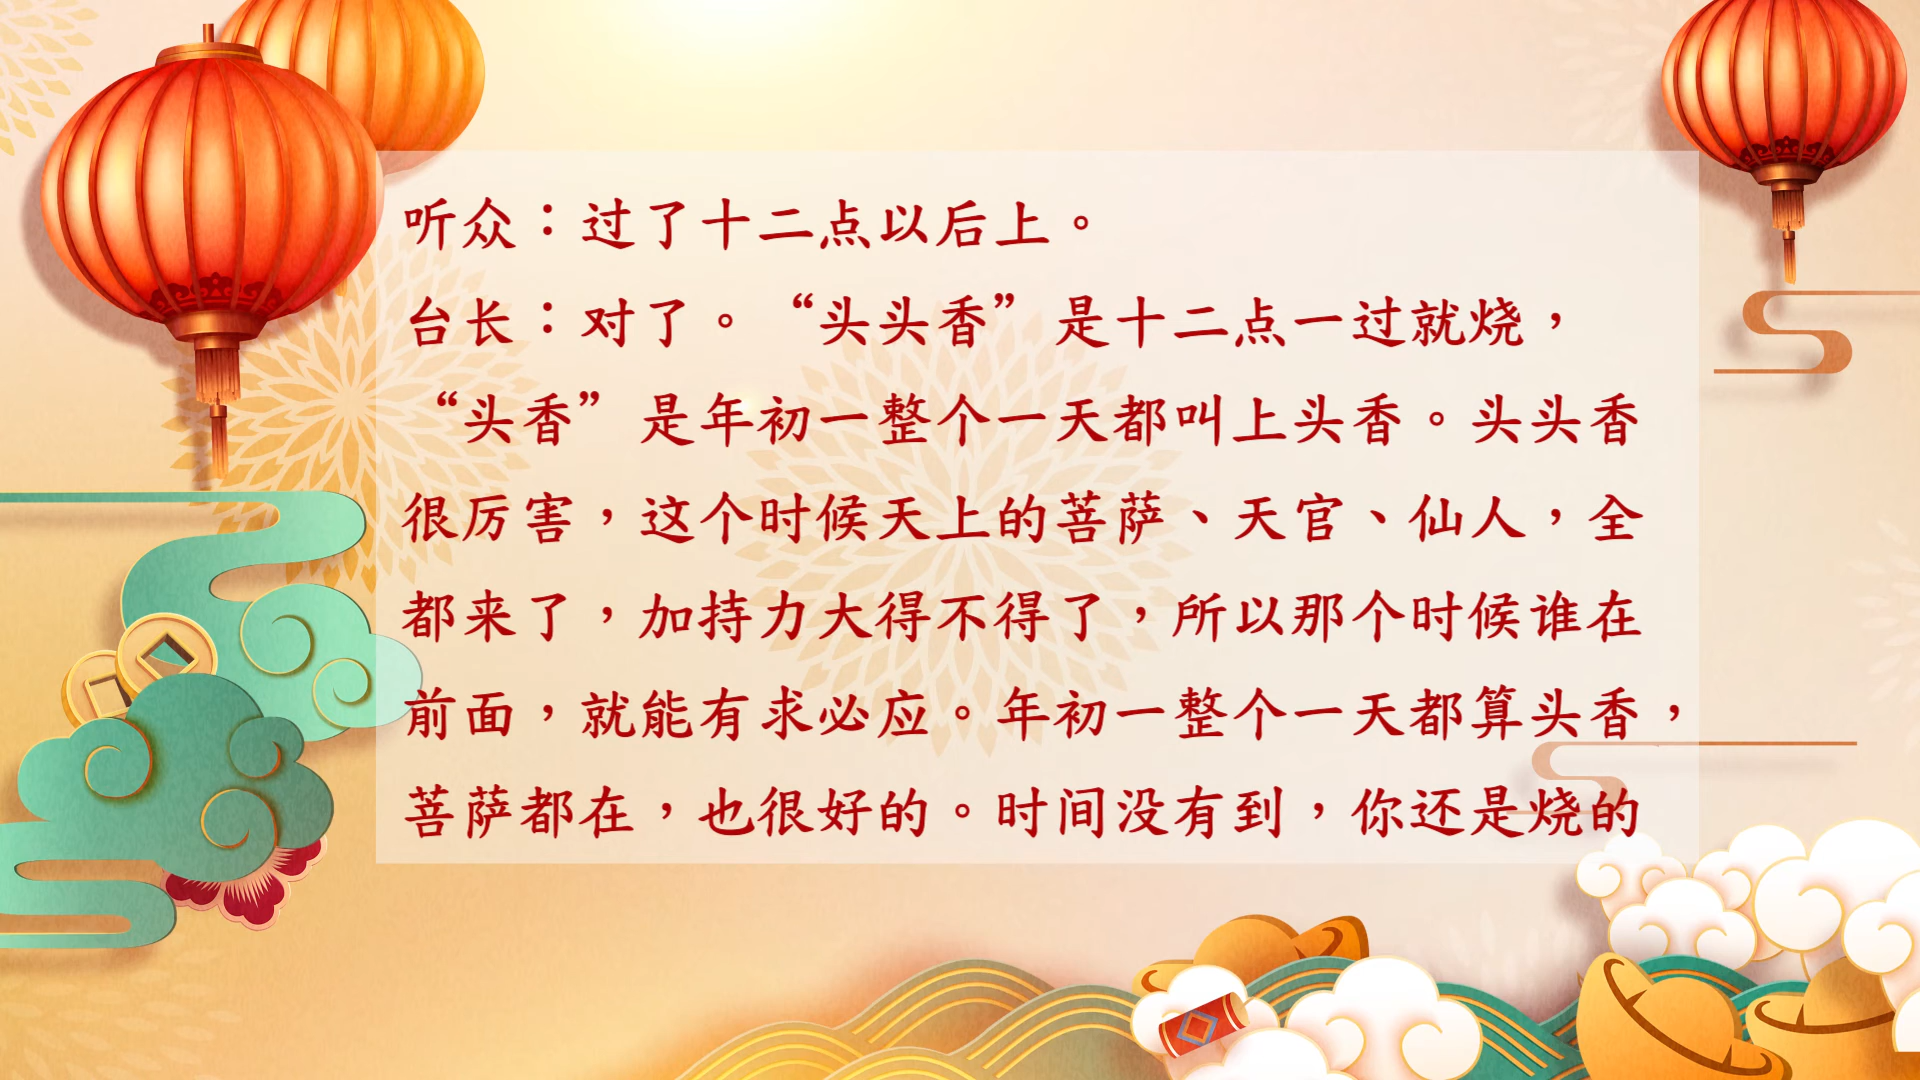 听众：过了十二点以后上。
台长：对了。“头头香”是十二点一过就烧，
“头香”是年初一整个一天都叫上头香。头头香
很厉害，这个时候天上的菩萨、天官、仙人，全
都来了，加持力大得不得了，所以那个时候谁在
前面，就能有求必应。年初一整个一天都算头香，
菩萨都在，也很好的。时间没有到，你还是烧的